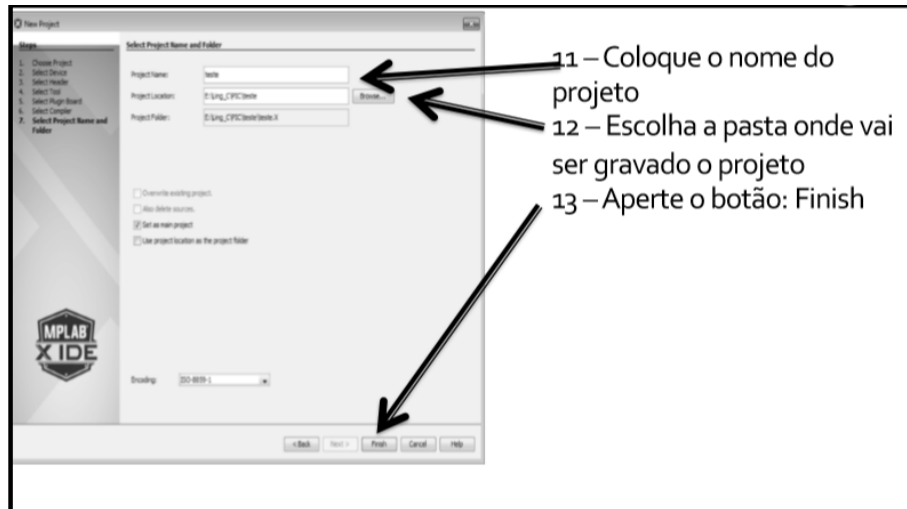 New Project
Steps
1. Choose Project
2. Select Device
3. Select Header
4. Select Tool
5. Select Plugin Board
6. Select Compiler
7. Select Project Name and
Folder
Select Project Name and Folder
Project Name: teste
Project Location: Browse...
Project Folder:
Overwrite existing project.
Also delete sources.
Set as main project
Use project location as the project folder
MPLAB
X IDE
Encoding: ISO-8859-1
< Back Next > Finish Cancel Help
11 – Coloque o nome do
projeto
12 – Escolha a pasta onde vai
ser gravado o projeto
13 – Aperte o botão: Finish